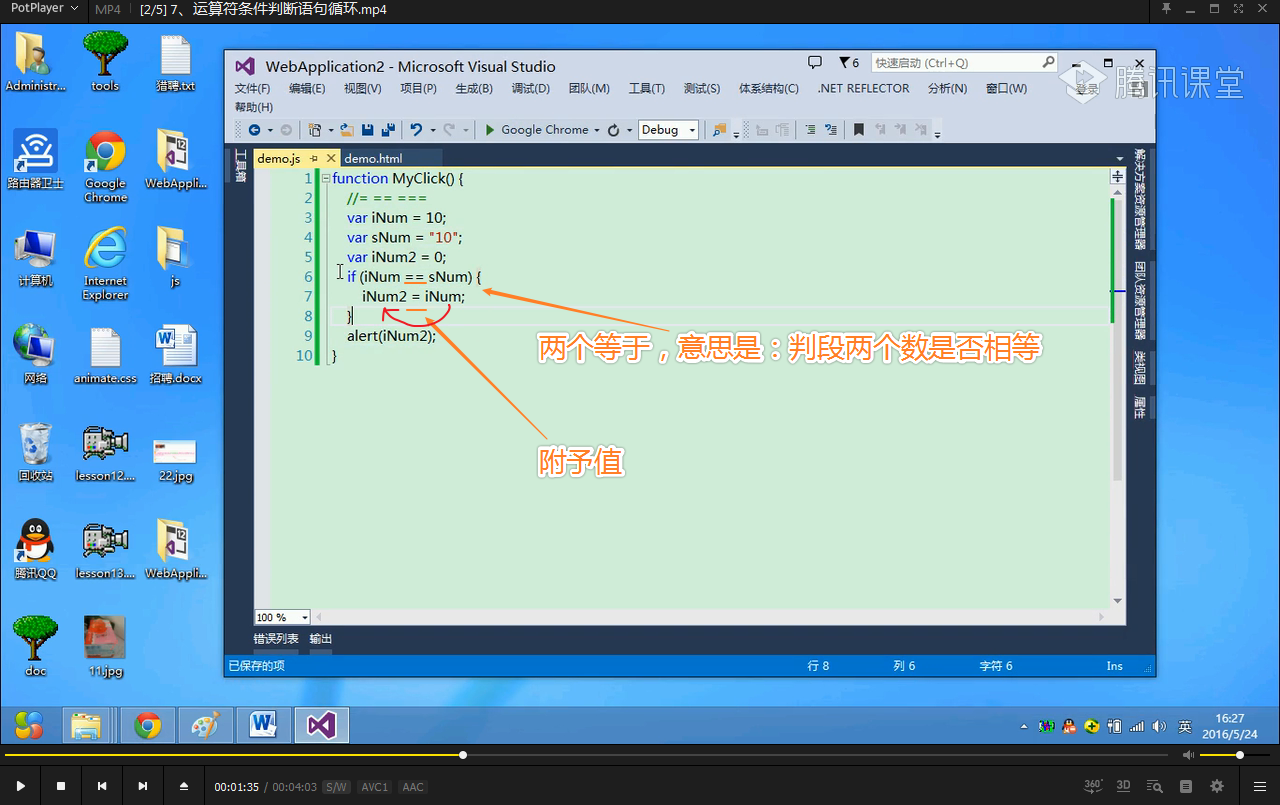 PotPlayer
MP4
[2/5] 7、运算符条件判断语句循环.mp4
Administr...
tools
猎聘.txt
路由器卫士
Google Chrome
WebAppli...
计算机
Internet Explorer
js
网络
animate.css
招聘.docx
回收站
lesson12....
22.jpg
腾讯QQ
lesson13....
WebAppli...
doc
11.jpg
WebApplication2 - Microsoft Visual Studio
6
快速启动 (Ctrl+Q)
腾讯课堂
文件(F) 编辑(E) 视图(V) 项目(P) 生成(B) 调试(D) 团队(M) 工具(T) 测试(S) 体系结构(C) .NET REFLECTOR 分析(N) 窗口(W)
登录
帮助(H)
Google Chrome
Debug
工具箱
demo.js
demo.html
1 function MyClick() {
2 //= == ===
3 var iNum = 10;
4 var sNum = "10";
5 var iNum2 = 0;
6 if (iNum == sNum) {
7 iNum2 = iNum;
8 }
9 alert(iNum2);
10 }
两个等于，意思是：判段两个数是否相等
附予值
解决方案资源管理器
团队资源管理器
类视图
属性
100 %
错误列表 输出
已保存的项
行 8
列 6
字符 6
Ins
英
16:27
2016/5/24
00:01:35 / 00:04:03 S/W AVC1 AAC
360°
3D